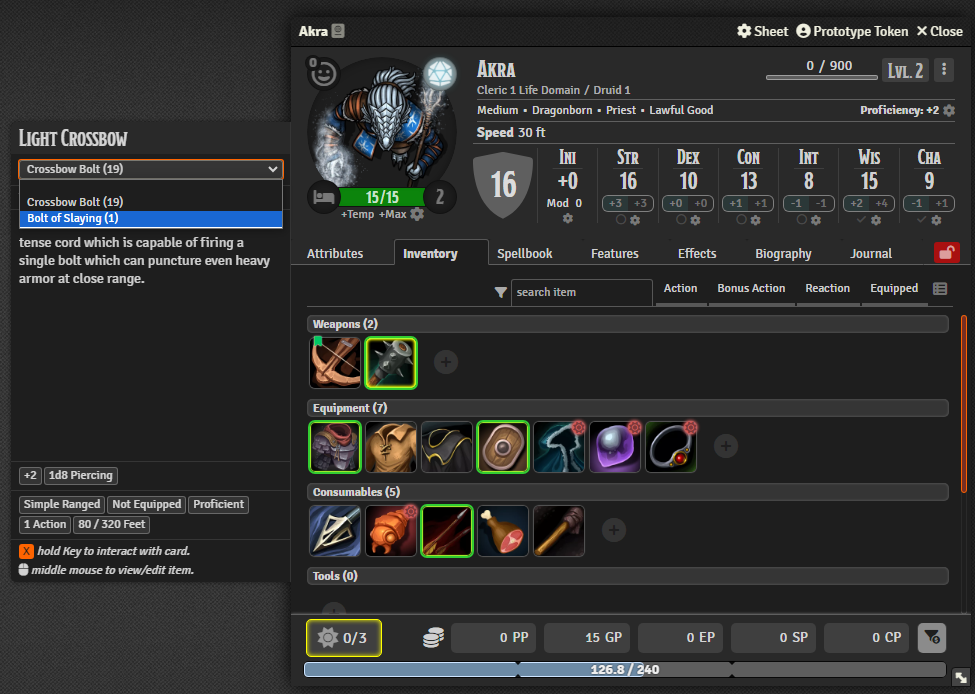 Akra
Sheet
Prototype Token
Close
0
AKRA
0 / 900
LVL. 2
Cleric 1 Life Domain / Druid 1
Medium • Dragonborn • Priest • Lawful Good
Proficiency: +2
Speed 30 ft
15/15
2
+Temp +Max
16
INI
+0
Mod 0
STR
16
+3 +3
DEX
10
+0 +0
CON
13
+1 +1
INT
8
-1 -1
WIS
15
+2 +4
CHA
9
-1 +1
Attributes
Inventory
Spellbook
Features
Effects
Biography
Journal
search item
Action
Bonus Action
Reaction
Equipped
Weapons (2)
Equipment (7)
Consumables (5)
Tools (0)
0/3
0 PP
15 GP
0 EP
0 SP
0 CP
126.8 / 240
LIGHT CROSSBOW
Crossbow Bolt (19)
Crossbow Bolt (19)
Bolt of Slaying (1)
tense cord which is capable of firing a
single bolt which can puncture even heavy
armor at close range.
+2
1d8 Piercing
Simple Ranged
Not Equipped
Proficient
1 Action
80 / 320 Feet
X hold Key to interact with card.
middle mouse to view/edit item.